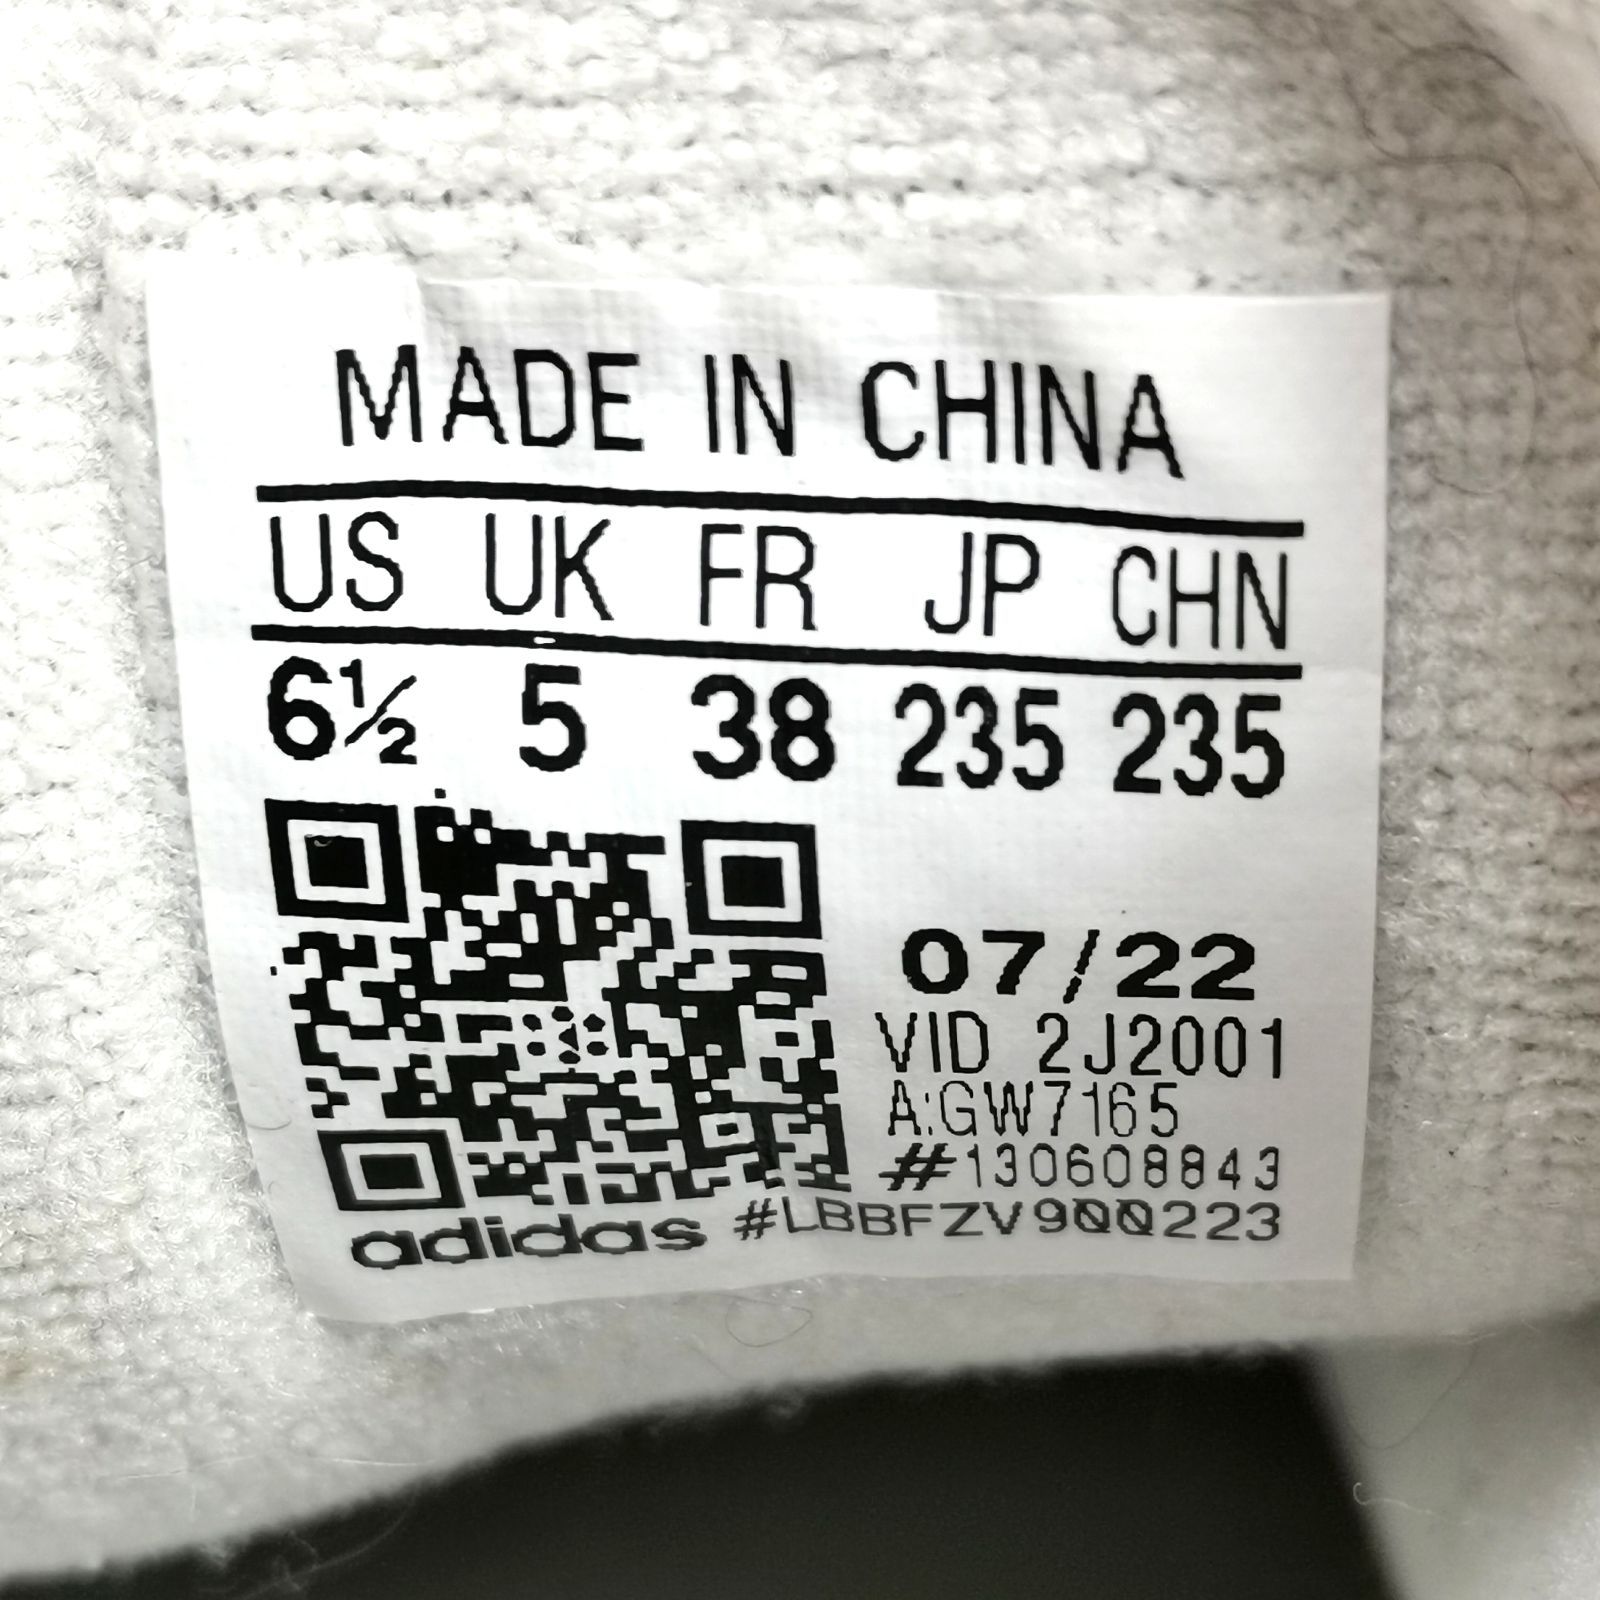 MADE IN CHINA
US UK FR JP CHN
6½ 5 38 235 235
07/22
VID 2J2001
A:GW7165
#130608843
adidas #LBBFZV900223